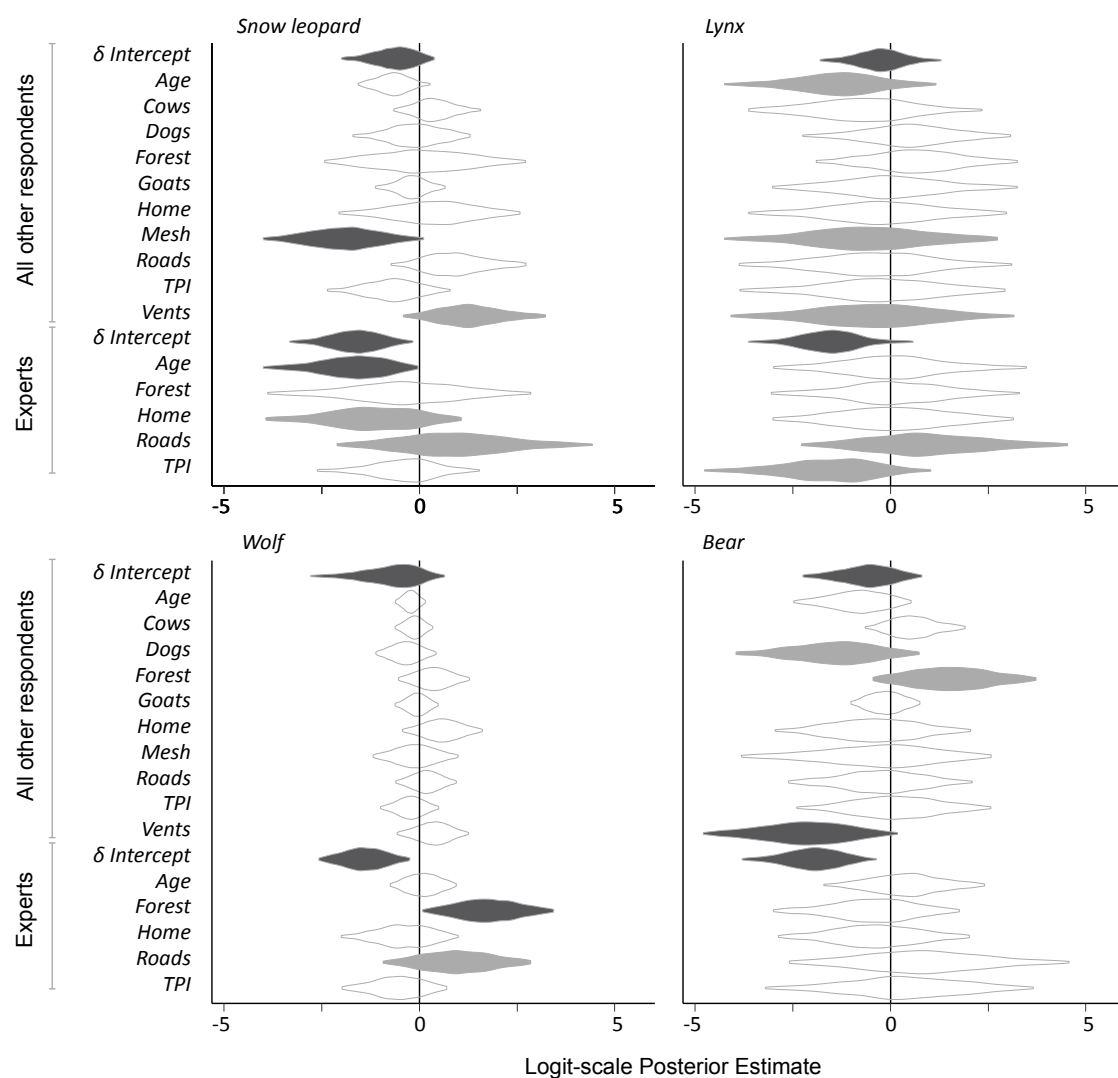 Snow leopard
Lynx
All other respondents
δ Intercept
Age
Cows
Dogs
Forest
Goats
Home
Mesh
Roads
TPI
Vents
Experts
δ Intercept
Age
Forest
Home
Roads
TPI
-5 0 5
-5 0 5
Wolf
Bear
All other respondents
δ Intercept
Age
Cows
Dogs
Forest
Goats
Home
Mesh
Roads
TPI
Vents
Experts
δ Intercept
Age
Forest
Home
Roads
TPI
-5 0 5
-5 0 5
Logit-scale Posterior Estimate